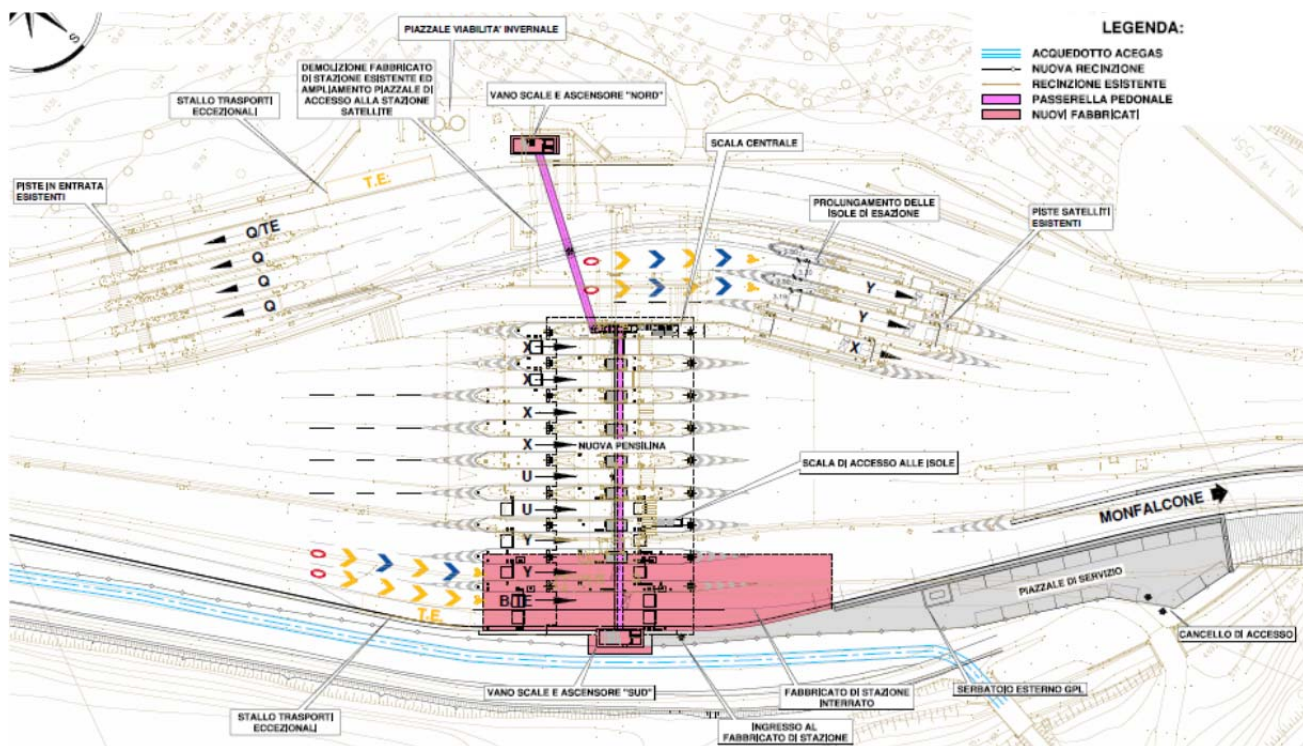 S
PIAZZALE VIABILITA' INVERNALE
LEGENDA:
ACQUEDOTTO ACEGAS
NUOVA RECINZIONE
RECINZIONE ESISTENTE
PASSERELLA PEDONALE
NUOVI FABBRICATI
DEMOLIZIONE FABBRICATO
DI STAZIONE ESISTENTE ED
AMPLIAMENTO PIAZZALE DI
ACCESSO ALLA STAZIONE
SATELLITE
STALLO TRASPORTI
ECCEZIONALI
VANO SCALE E ASCENSORE "NORD"
SCALA CENTRALE
N. 14/55
T.E.
PISTE IN ENTRATA
ESISTENTI
PROLUNGAMENTO DELLE
ISOLE DI ESAZIONE
PISTE SATELLITI
ESISTENTI
Q/TE
Q
Q
Q
Y
Y
X
X
X
X
X
NUOVA PENSILINA
U
U
Y
Y
B
TE
SCALA DI ACCESSO ALLE ISOLE
MONFALCONE
PIAZZALE DI SERVIZIO
T.E.
CANCELLO DI ACCESSO
VANO SCALE E ASCENSORE "SUD"
FABBRICATO DI STAZIONE
INTERRATO
SERBATOIO ESTERNO GPL
STALLO TRASPORTI
ECCEZIONALI
INGRESSO AL
FABBRICATO DI STAZIONE